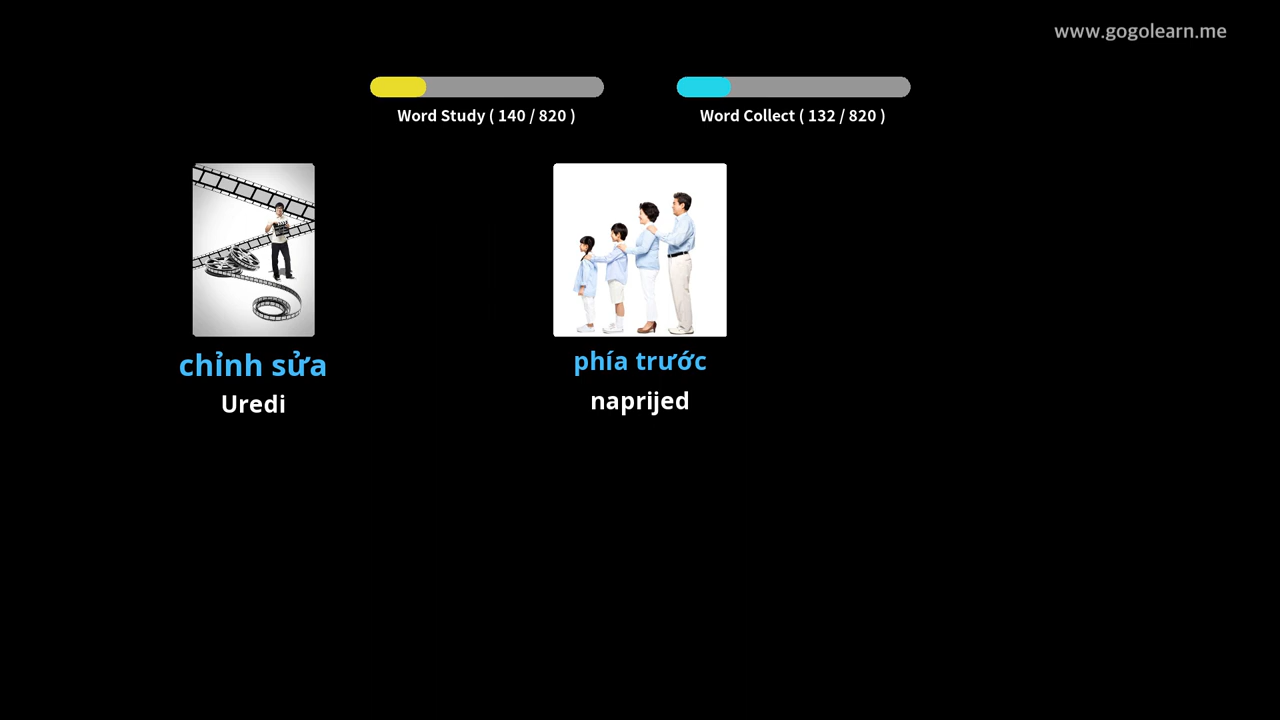 www.gogolearn.me
Word Study ( 140 / 820 )
Word Collect ( 132 / 820 )
chỉnh sửa
Uredi
phía trước
naprijed